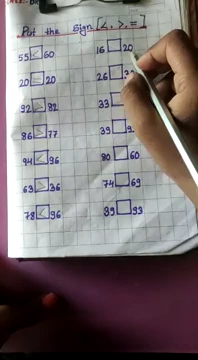 Put the sign [<, >, =]
55 < 60 16 □ 20
20 = 20 26 □
92 > 82 33 □
86 > 77 39 □
94 < 96 80 □ 60
63 > 36 74 □ 69
78 < 96 39 □ 93